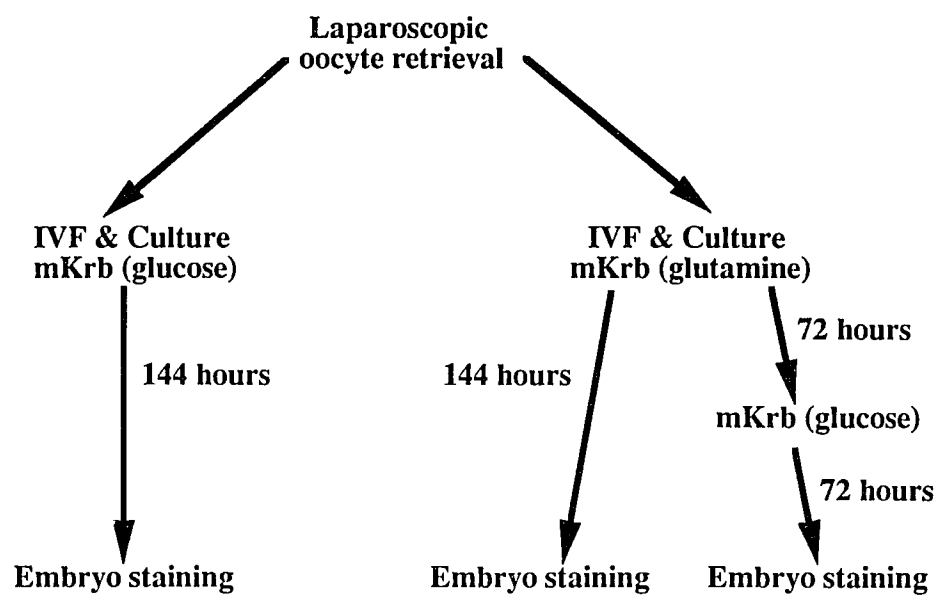 Laparoscopic
oocyte retrieval
IVF & Culture
mKrb (glucose)
IVF & Culture
mKrb (glutamine)
72 hours
144 hours
144 hours
mKrb (glucose)
72 hours
Embryo staining
Embryo staining
Embryo staining